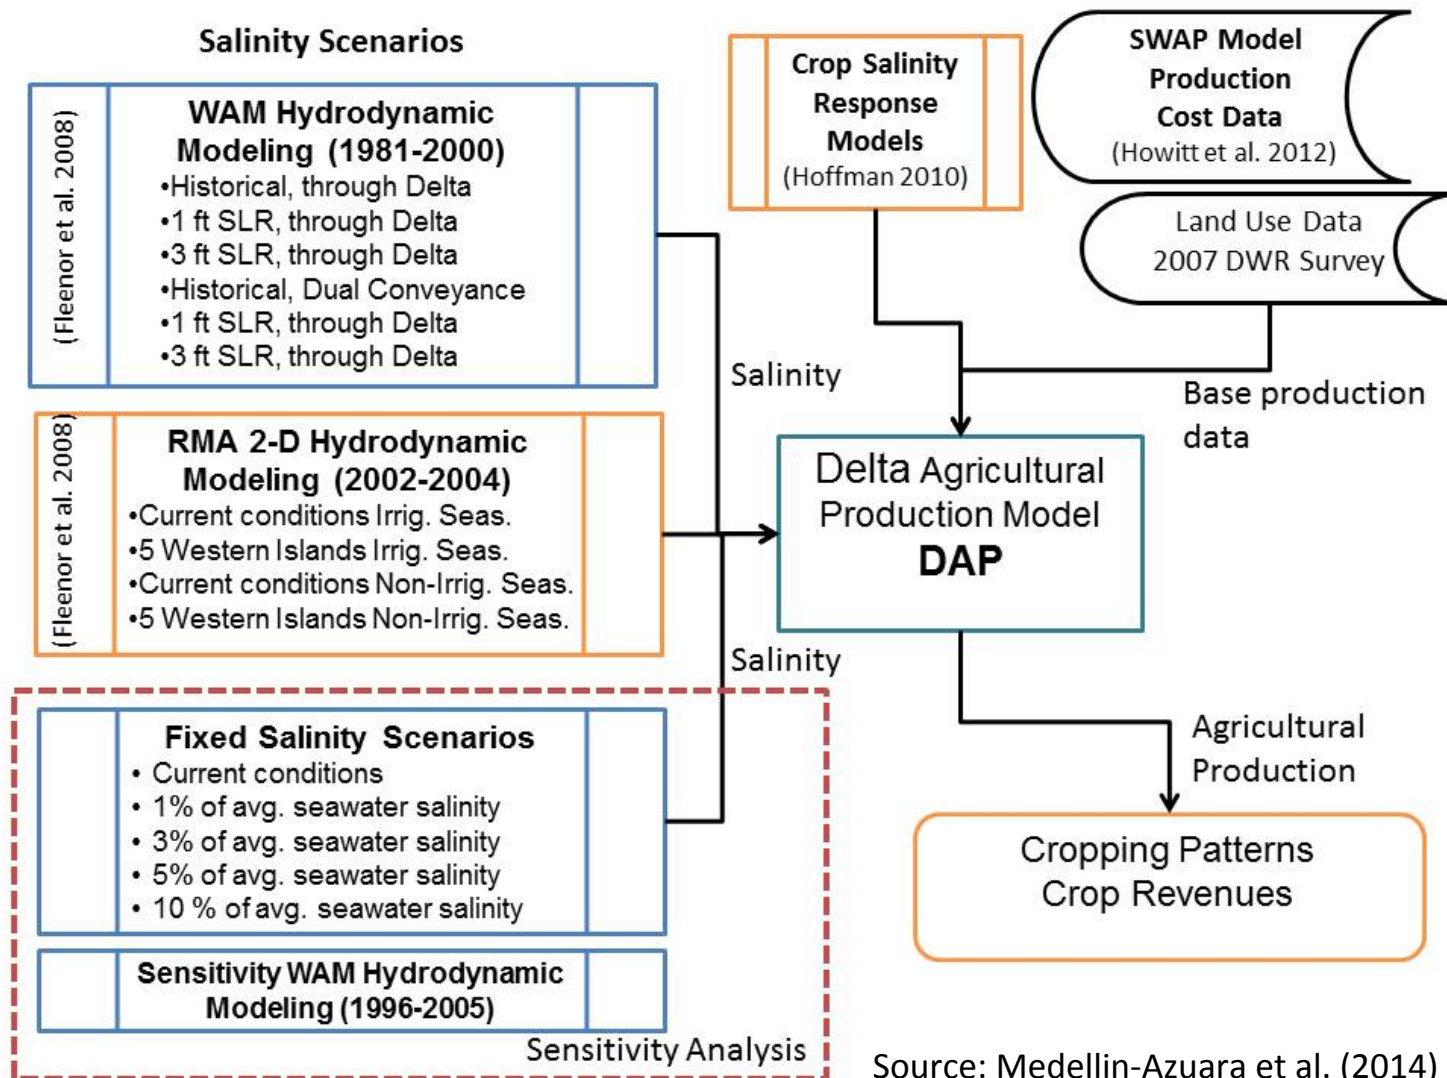 Salinity Scenarios
(Fleenor et al. 2008)
WAM Hydrodynamic
Modeling (1981-2000)
•Historical, through Delta
•1 ft SLR, through Delta
•3 ft SLR, through Delta
•Historical, Dual Conveyance
•1 ft SLR, through Delta
•3 ft SLR, through Delta
(Fleenor et al. 2008)
RMA 2-D Hydrodynamic
Modeling (2002-2004)
•Current conditions Irrig. Seas.
•5 Western Islands Irrig. Seas.
•Current conditions Non-Irrig. Seas.
•5 Western Islands Non-Irrig. Seas.
Fixed Salinity Scenarios
• Current conditions
• 1% of avg. seawater salinity
• 3% of avg. seawater salinity
• 5% of avg. seawater salinity
• 10 % of avg. seawater salinity
Sensitivity WAM Hydrodynamic
Modeling (1996-2005)
Sensitivity Analysis
Salinity
Salinity
Crop Salinity
Response
Models
(Hoffman 2010)
SWAP Model
Production
Cost Data
(Howitt et al. 2012)
Land Use Data
2007 DWR Survey
Base production
data
Delta Agricultural
Production Model
DAP
Agricultural
Production
Cropping Patterns
Crop Revenues
Source: Medellin-Azuara et al. (2014)